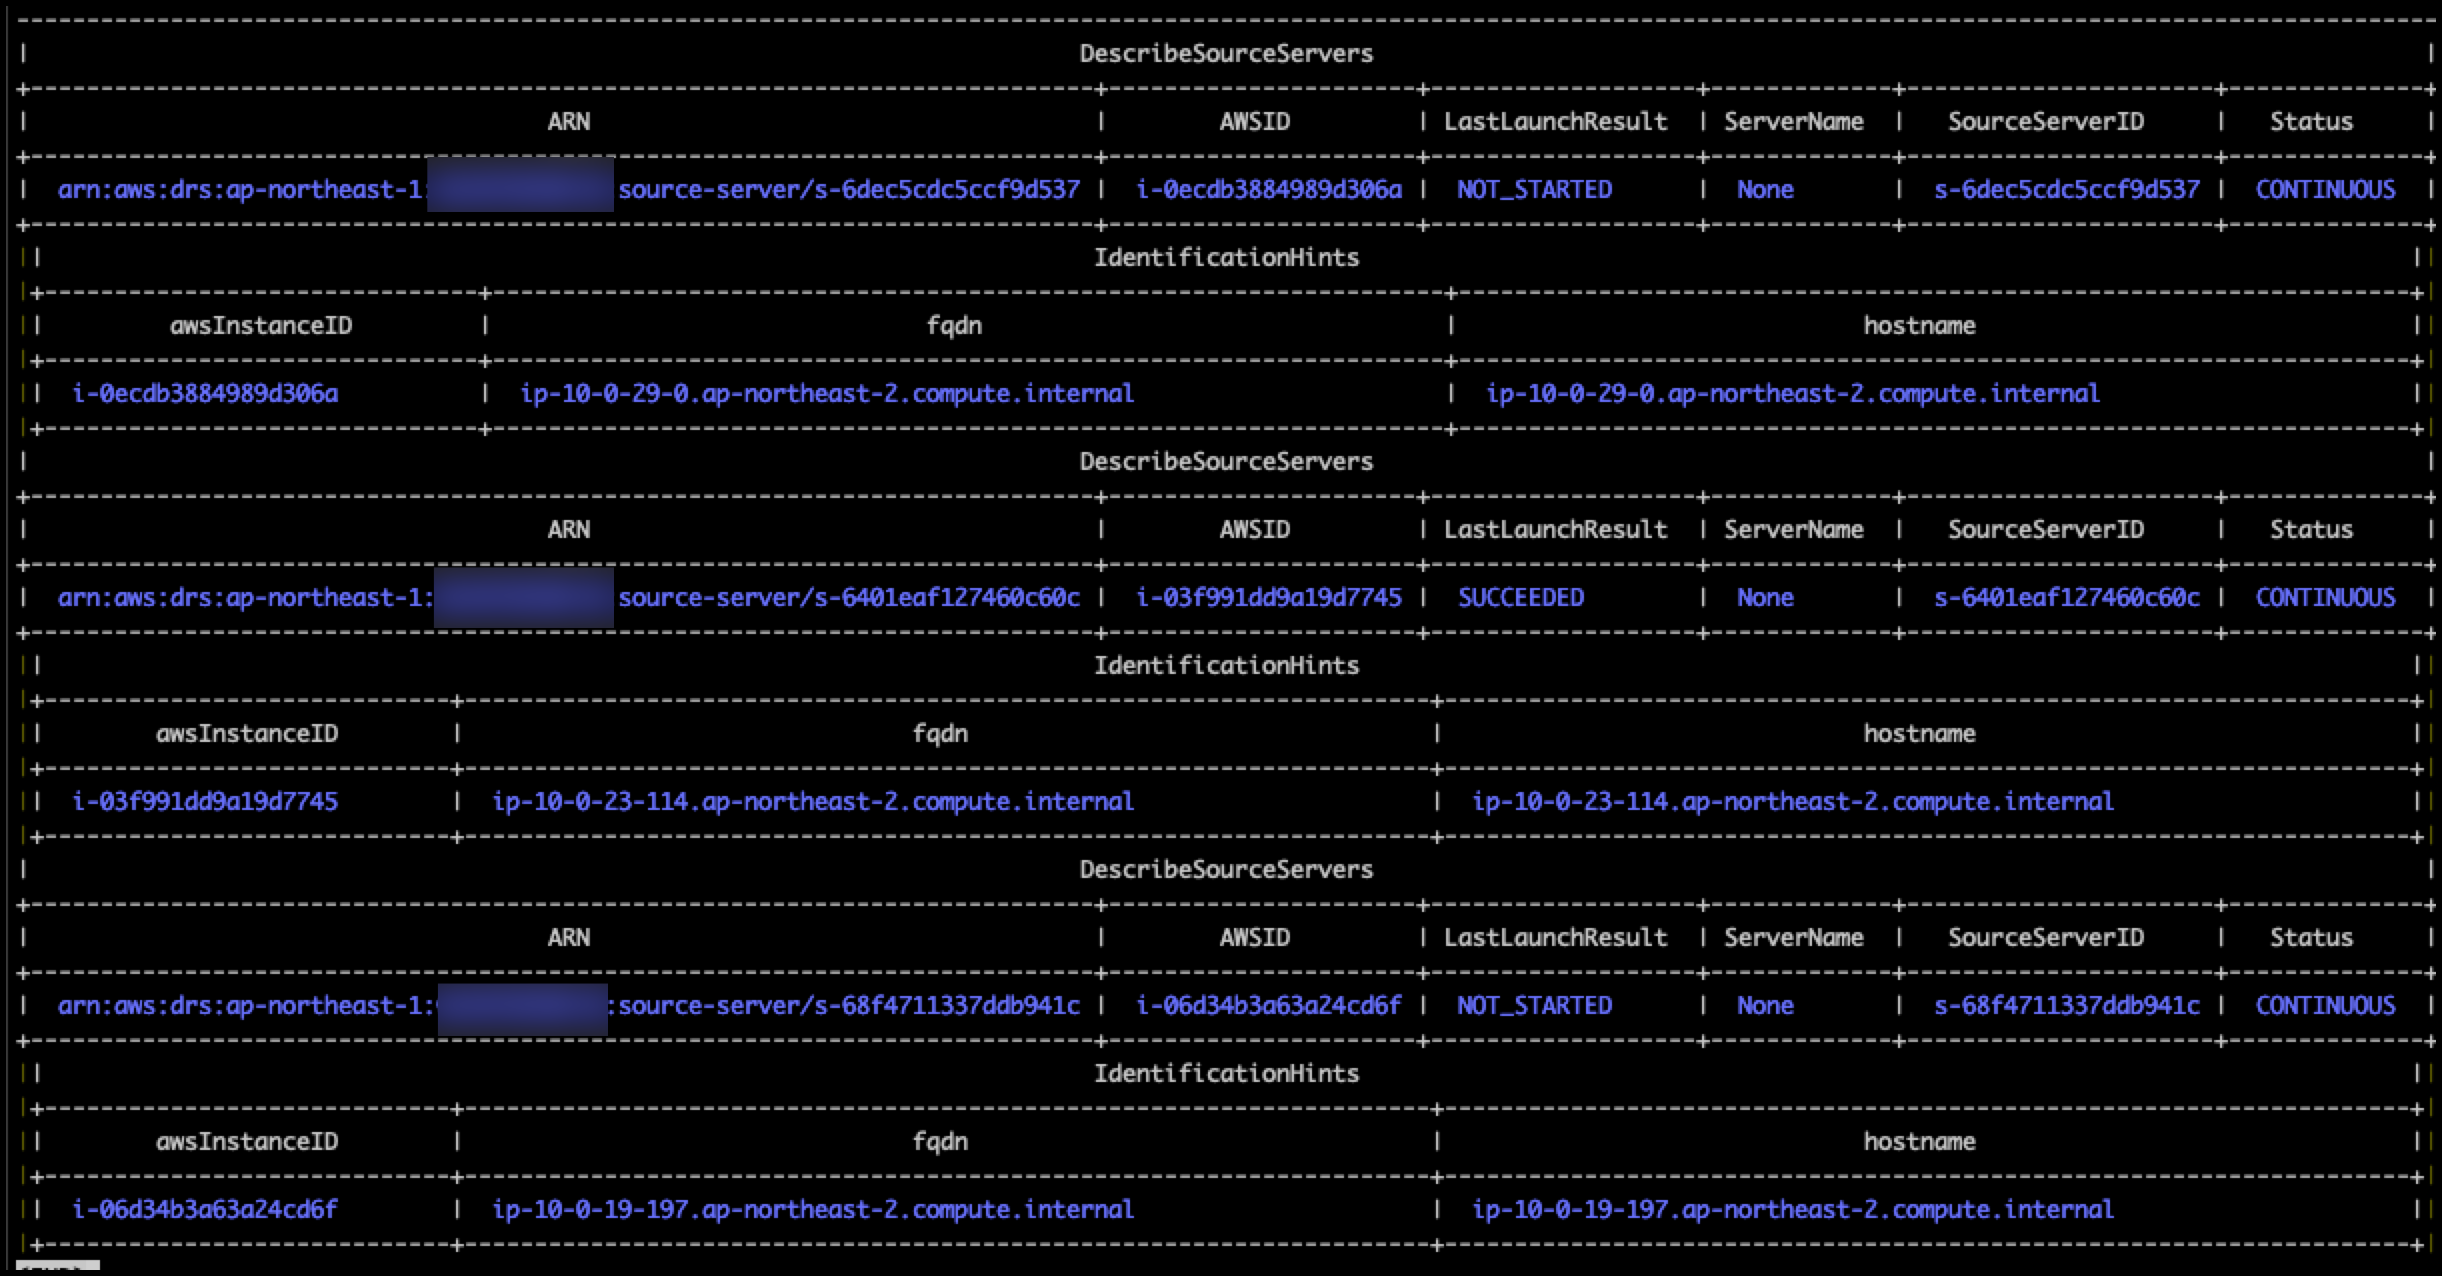 DescribeSourceServers
ARN | AWSID | LastLaunchResult | ServerName | SourceServerID | Status
arn:aws:drs:ap-northeast-1: source-server/s-6dec5cdc5ccf9d537 | i-0ecdb3884989d306a | NOT_STARTED | None | s-6dec5cdc5ccf9d537 | CONTINUOUS
IdentificationHints
awsInstanceID | fqdn | hostname
i-0ecdb3884989d306a | ip-10-0-29-0.ap-northeast-2.compute.internal | ip-10-0-29-0.ap-northeast-2.compute.internal
DescribeSourceServers
ARN | AWSID | LastLaunchResult | ServerName | SourceServerID | Status
arn:aws:drs:ap-northeast-1: source-server/s-6401eaf127460c60c | i-03f991dd9a19d7745 | SUCCEEDED | None | s-6401eaf127460c60c | CONTINUOUS
IdentificationHints
awsInstanceID | fqdn | hostname
i-03f991dd9a19d7745 | ip-10-0-23-114.ap-northeast-2.compute.internal | ip-10-0-23-114.ap-northeast-2.compute.internal
DescribeSourceServers
ARN | AWSID | LastLaunchResult | ServerName | SourceServerID | Status
arn:aws:drs:ap-northeast-1: :source-server/s-68f4711337ddb941c | i-06d34b3a63a24cd6f | NOT_STARTED | None | s-68f4711337ddb941c | CONTINUOUS
IdentificationHints
awsInstanceID | fqdn | hostname
i-06d34b3a63a24cd6f | ip-10-0-19-197.ap-northeast-2.compute.internal | ip-10-0-19-197.ap-northeast-2.compute.internal